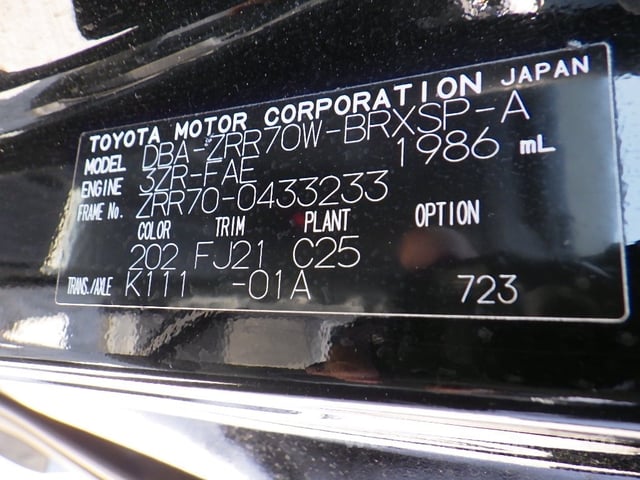 TOYOTA MOTOR CORPORATION JAPAN
MODEL DBA-ZRR70W-BRXSP-A
ENGINE 3ZR-FAE 1986 mL
FRAME No. ZRR70-0433233
COLOR TRIM PLANT OPTION
202 FJ21 C25
TRANS./AXLE K111 -01A 723